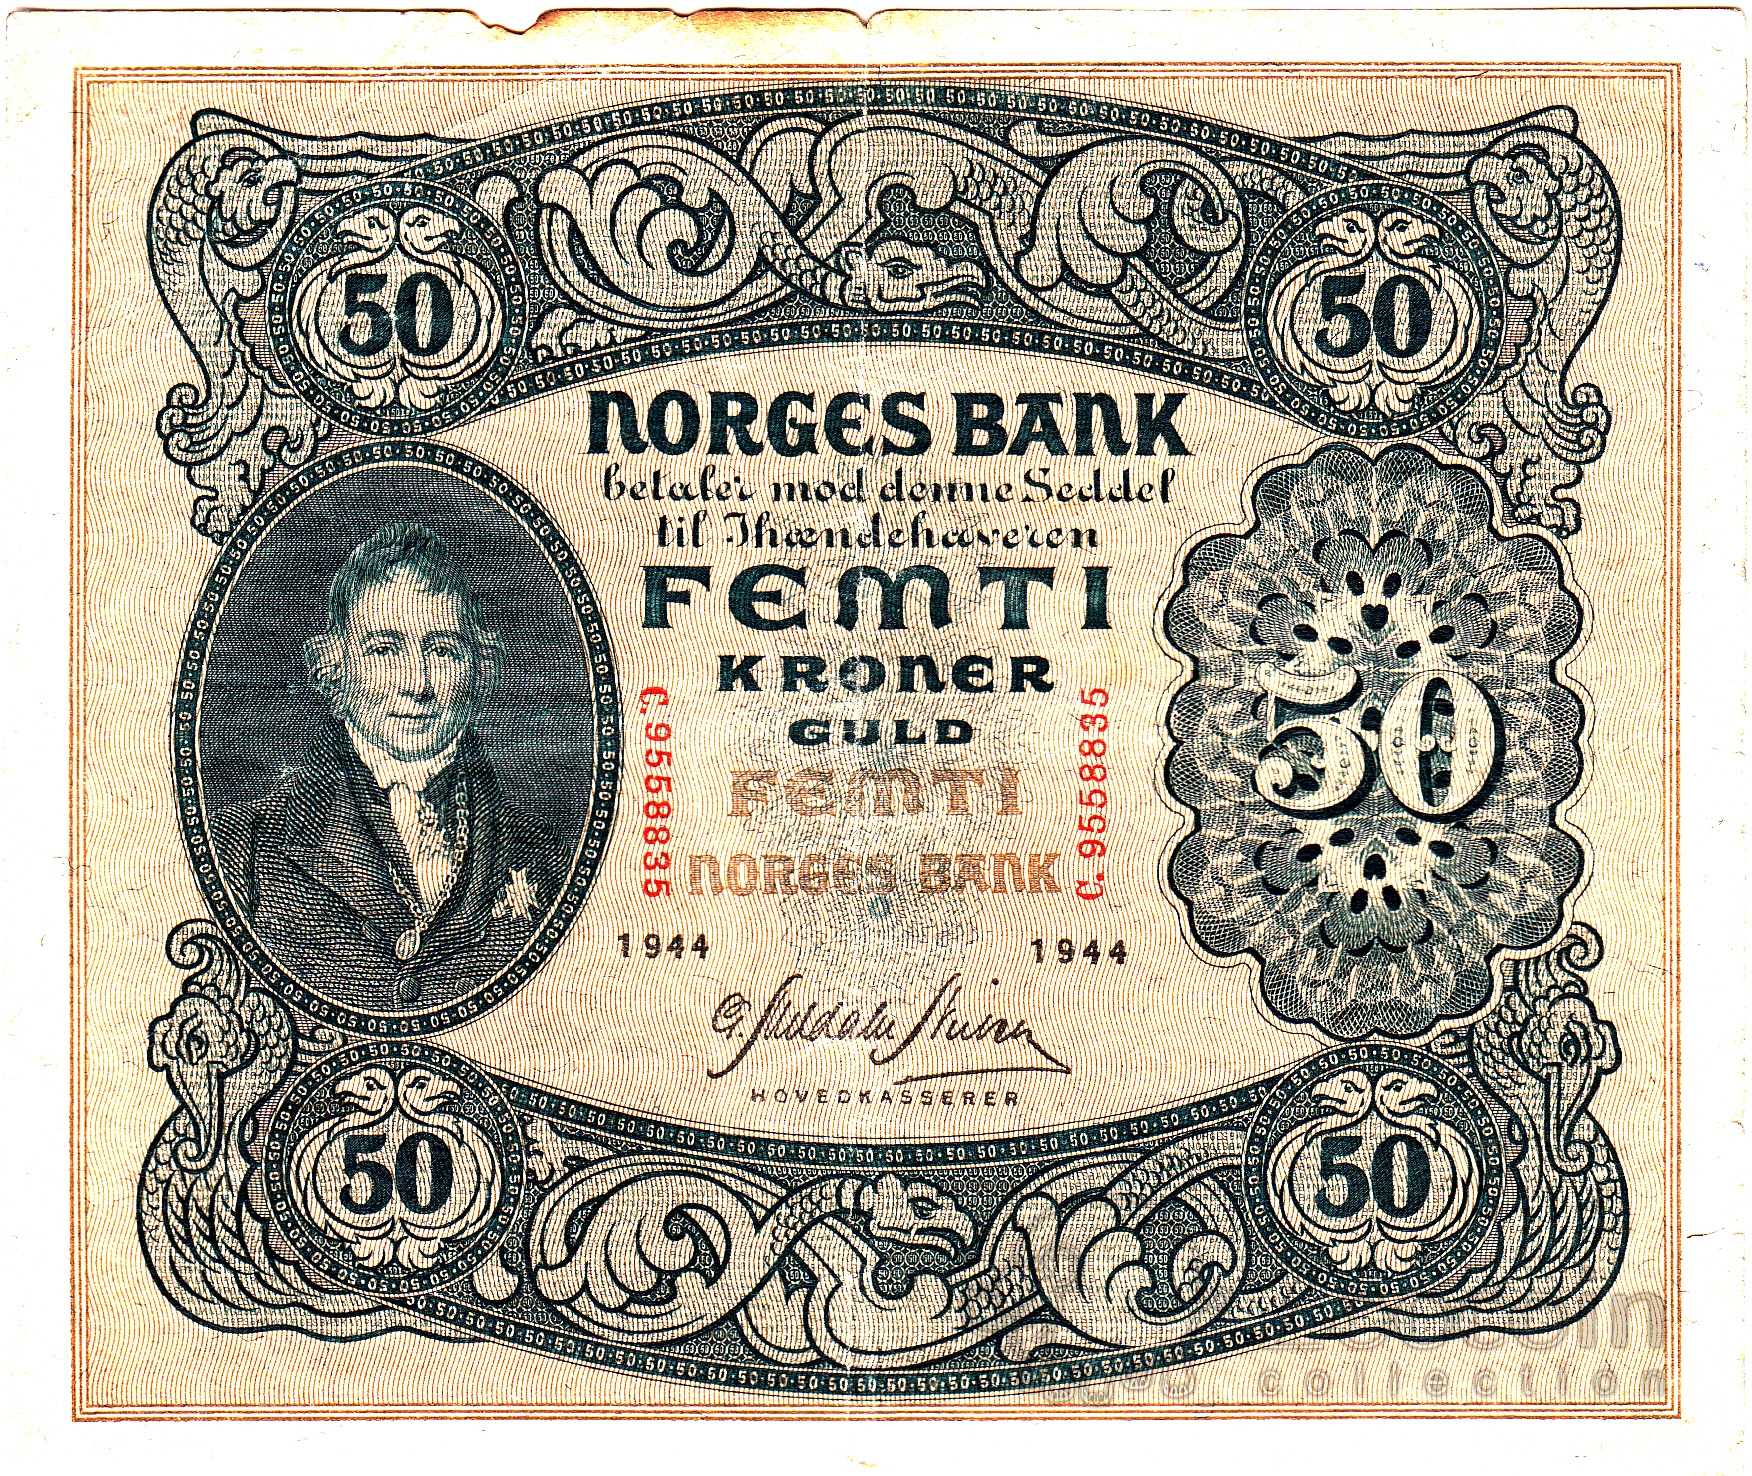 50 50
NORGES BANK
betaler mod denne Seddel
til Ihændehaveren
FEMTI
KRONER
GULD
50
C.9558835 C.9558835
FEMTI
NORGES BANK
1944 1944
HOVEDKASSERER
50 50
collection